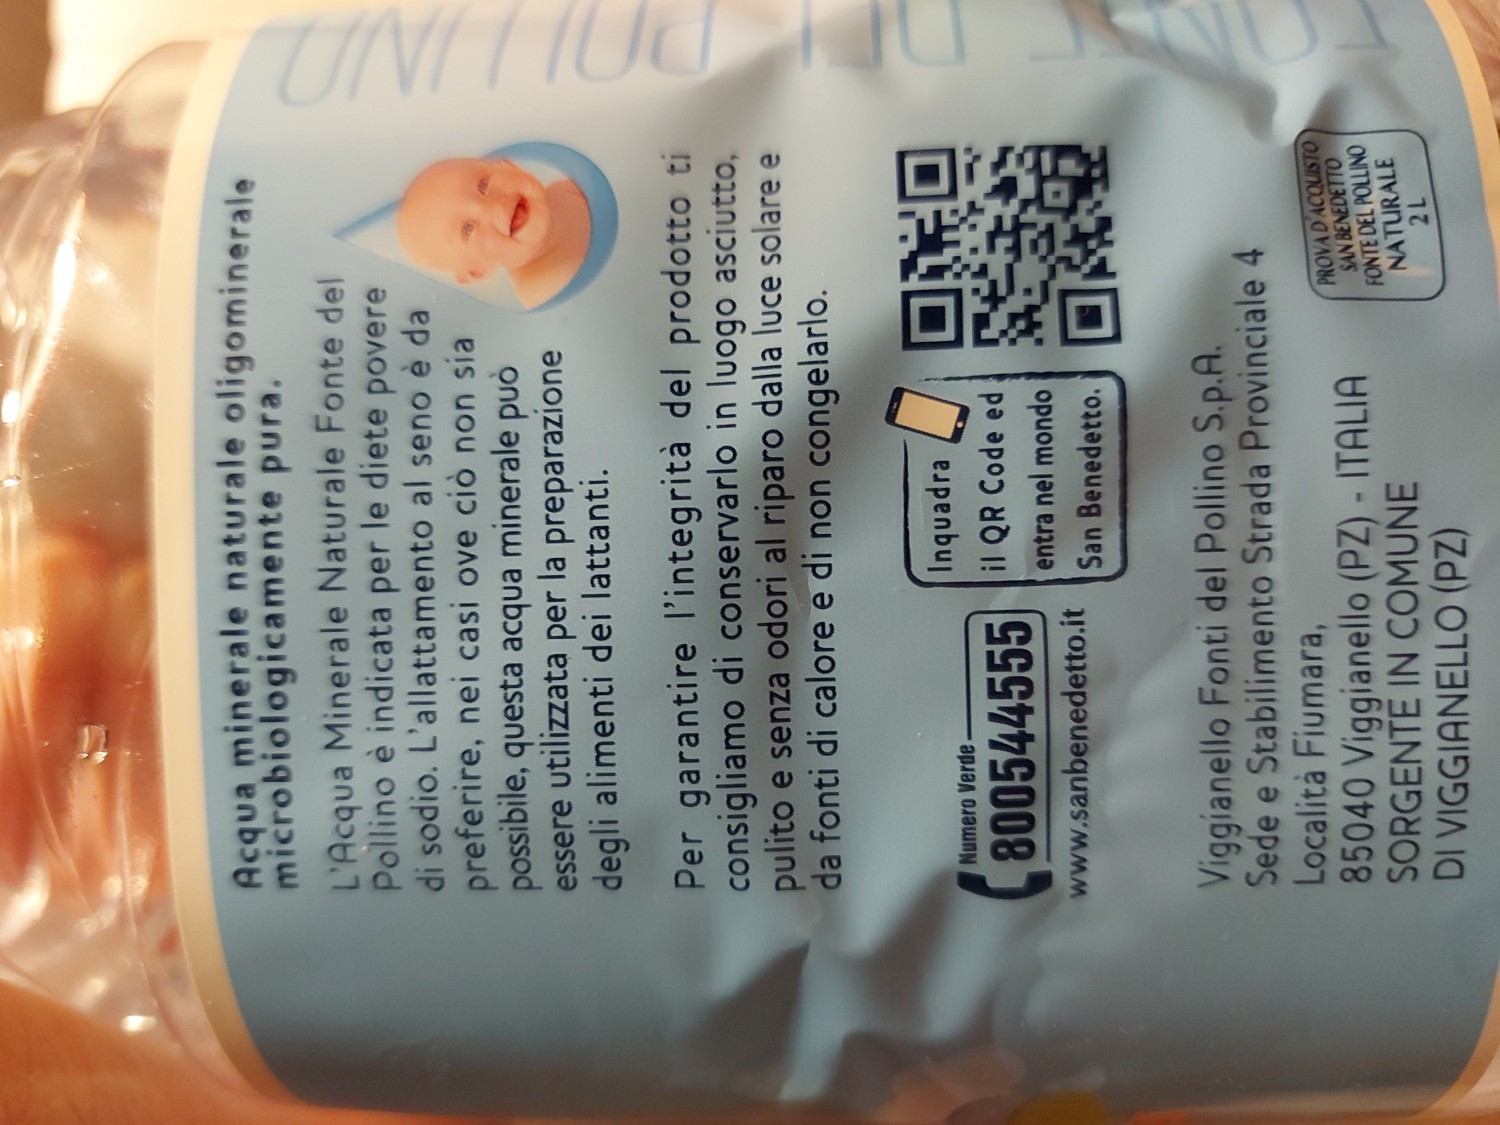 FONTE DEL POLLINO
Acqua minerale naturale oligominerale
microbiologicamente pura.
L'Acqua Minerale Naturale Fonte del
Pollino è indicata per le diete povere
di sodio. L'allattamento al seno è da
preferire, nei casi ove ciò non sia
possibile, questa acqua minerale può
essere utilizzata per la preparazione
degli alimenti dei lattanti.
Per garantire l'integrità del prodotto ti
consigliamo di conservarlo in luogo asciutto,
pulito e senza odori al riparo dalla luce solare e
da fonti di calore e di non congelarlo.
Numero Verde
800544555
www.sanbenedetto.it
Inquadra
il QR Code ed
entra nel mondo
San Benedetto.
Viggianello Fonti del Pollino S.p.A.
Sede e Stabilimento Strada Provinciale 4
Località Fiumara,
85040 Viggianello (PZ) - ITALIA
SORGENTE IN COMUNE
DI VIGGIANELLO (PZ)
PROVA D'ACQUISTO
SAN BENEDETTO
FONTE DEL POLLINO
NATURALE
2 L